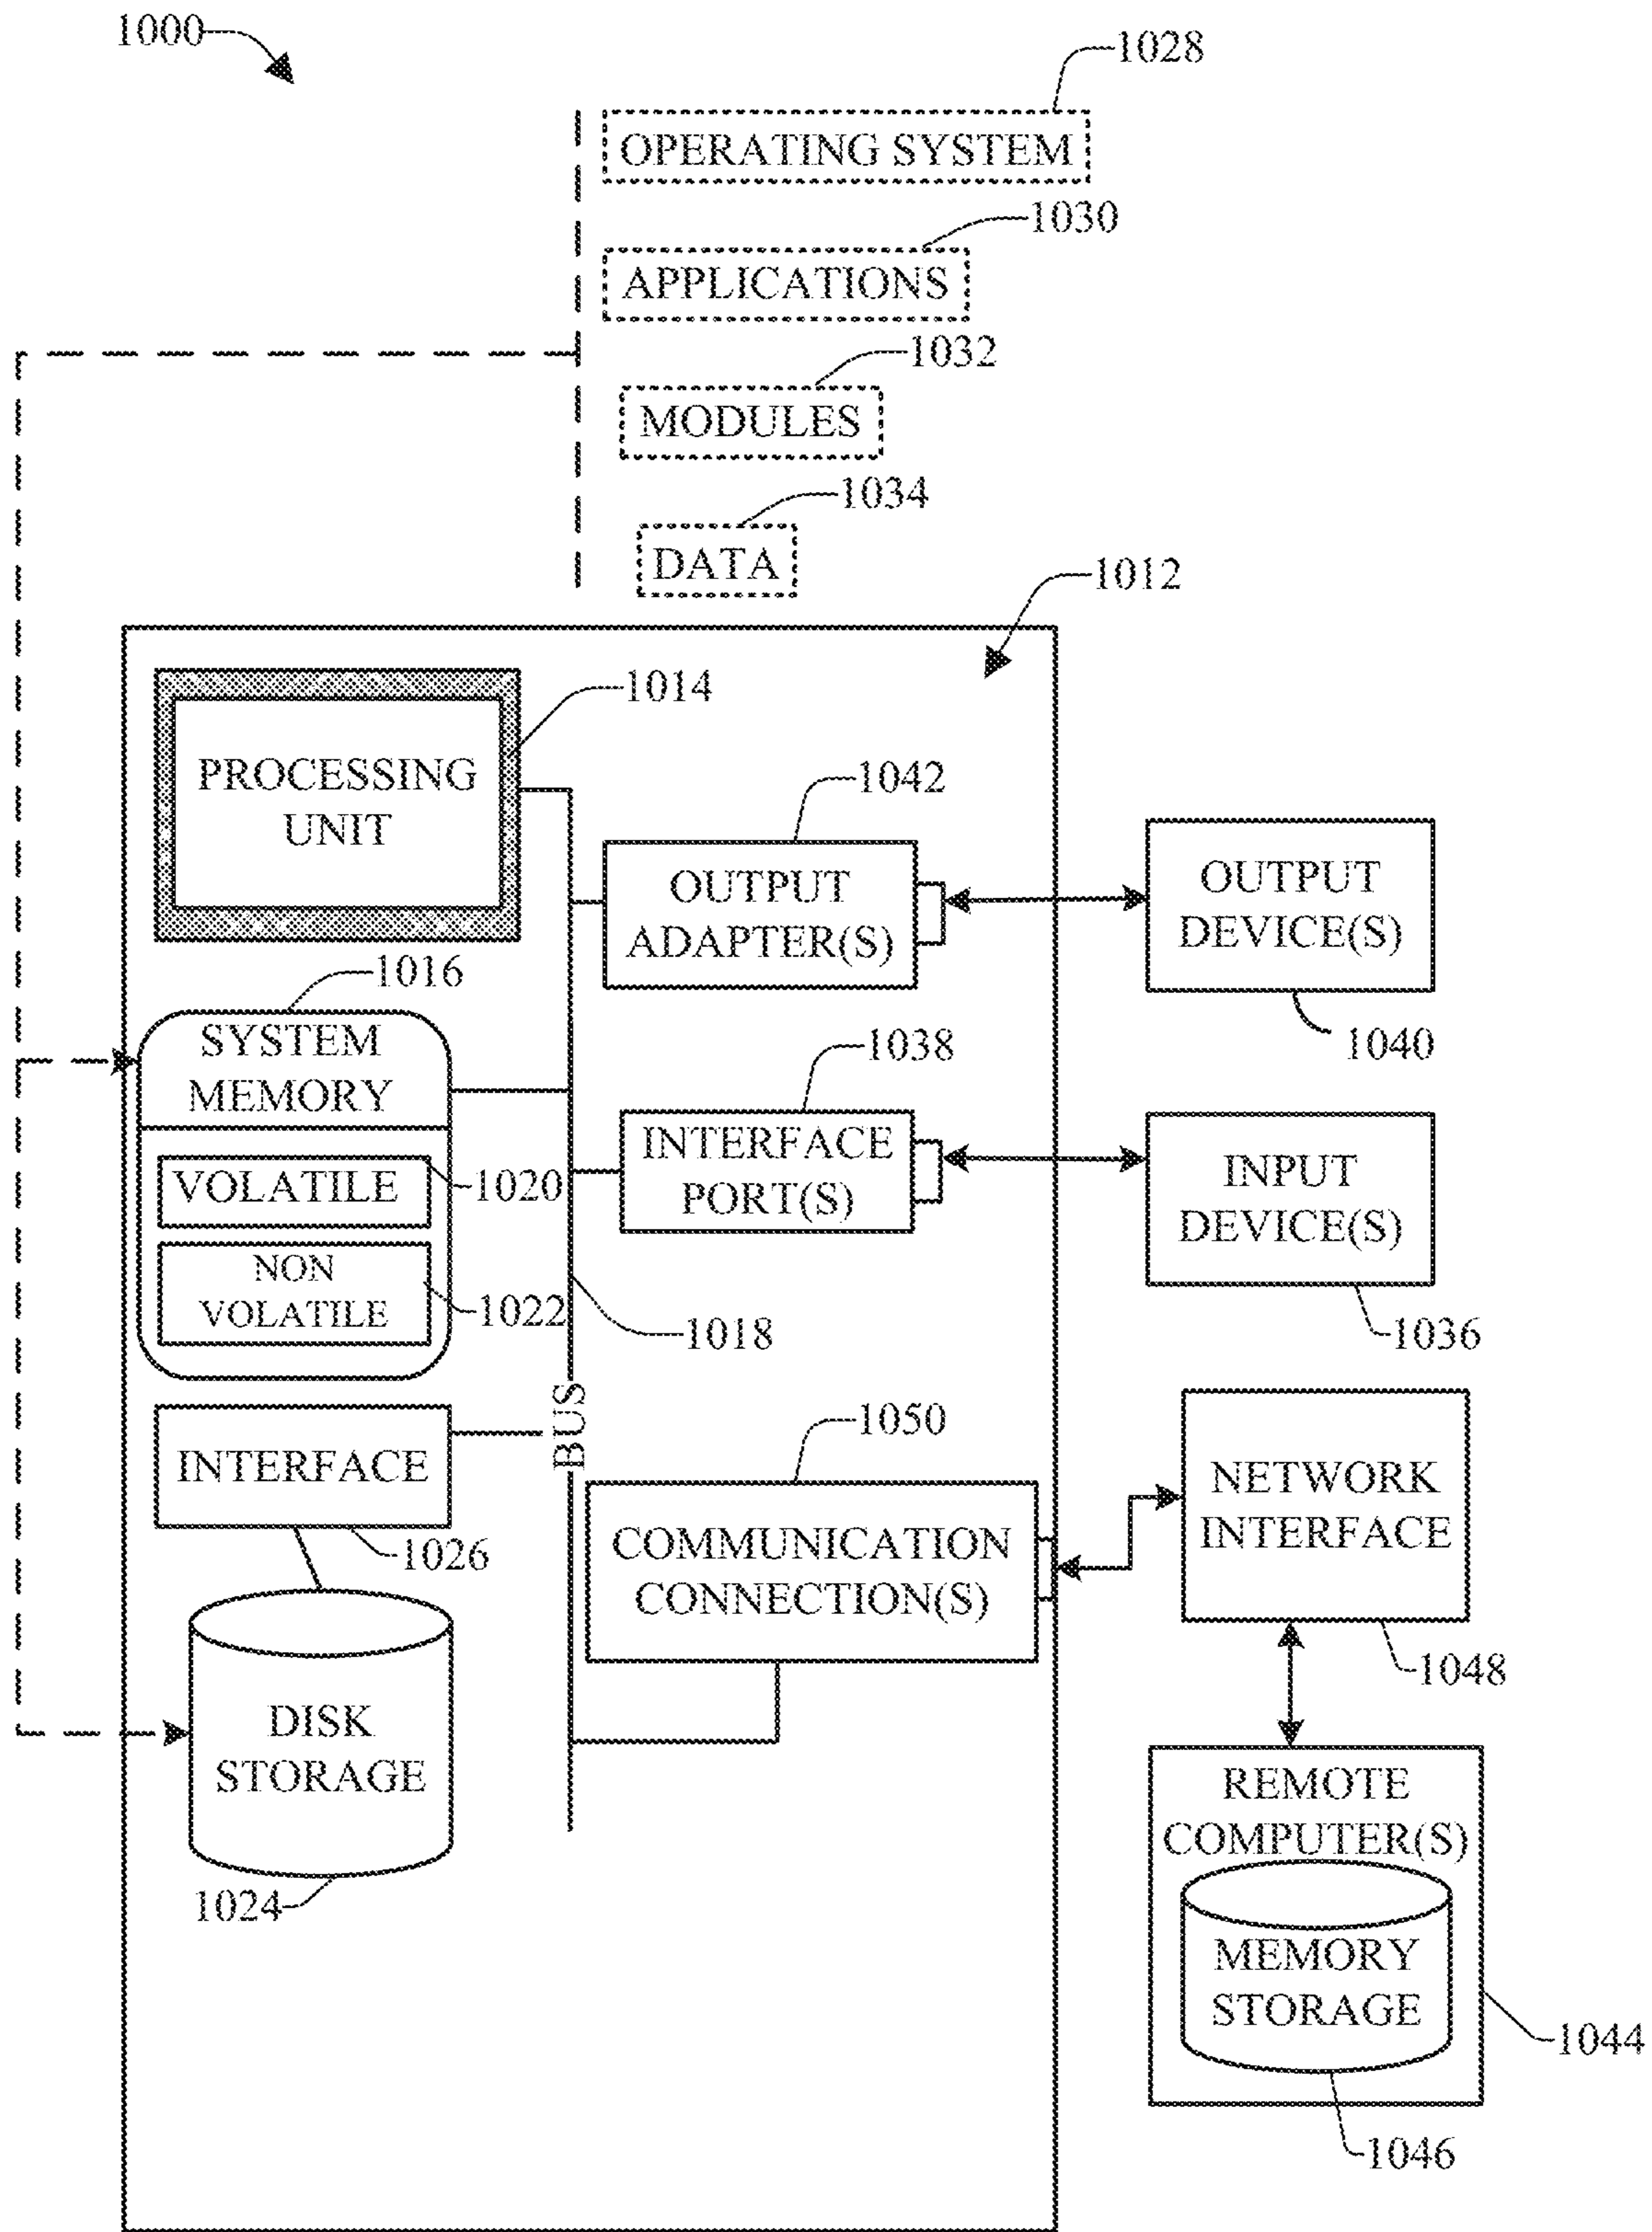 1000
1028
OPERATING SYSTEM
1030
APPLICATIONS
1032
MODULES
1034
DATA
1012
1014
PROCESSING
UNIT
1042
OUTPUT
ADAPTER(S)
OUTPUT
DEVICE(S)
1040
1016
SYSTEM
MEMORY
VOLATILE
1020
NON
VOLATILE
1022
1038
INTERFACE
PORT(S)
INPUT
DEVICE(S)
1036
1018
BUS
INTERFACE
1026
1050
COMMUNICATION
CONNECTION(S)
NETWORK
INTERFACE
1048
DISK
STORAGE
1024
REMOTE
COMPUTER(S)
MEMORY
STORAGE
1044
1046